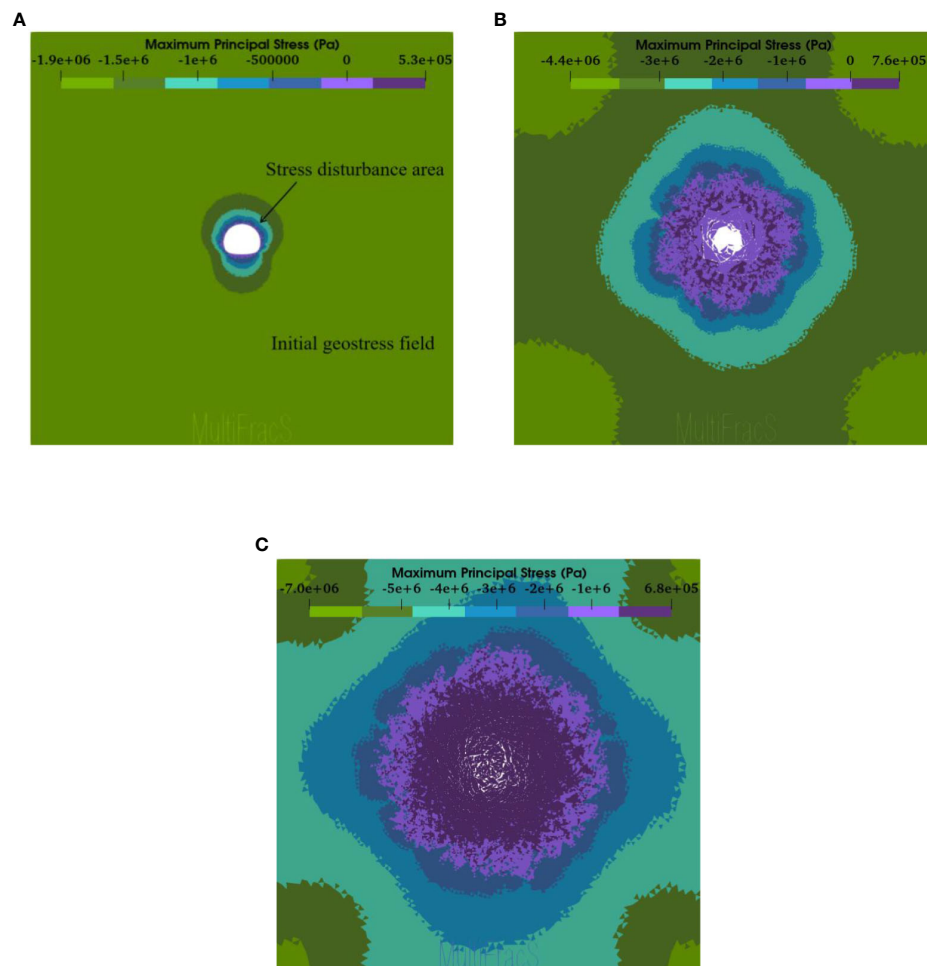 A
Maximum Principal Stress (Pa)
-1.9e+06 -1.5e+6 -1e+6 -500000 0 5.3e+05
Stress disturbance area
Initial geostress field
MultiFracS
B
Maximum Principal Stress (Pa)
-4.4e+06 -3e+6 -2e+6 -1e+6 0 7.6e+05
MultiFracS
C
Maximum Principal Stress (Pa)
-7.0e+06 -5e+6 -4e+6 -3e+6 -2e+6 -1e+6 6.8e+05
MultiFracS